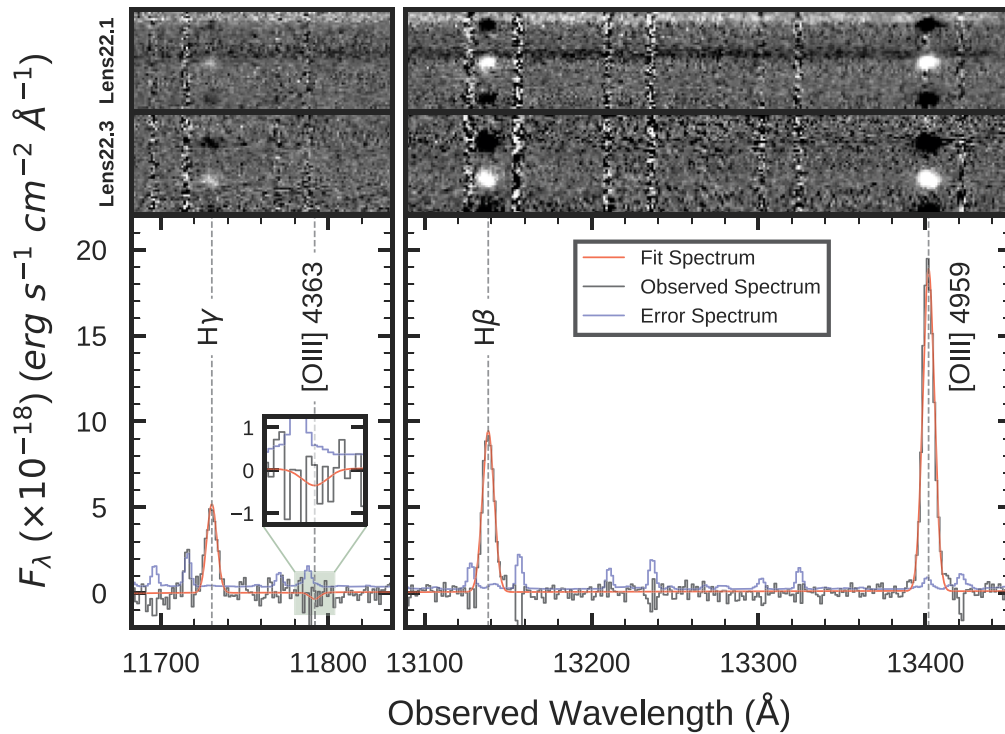 Lens22.1
Lens22.3
F_λ (×10⁻¹⁸) (erg s⁻¹ cm⁻² Å⁻¹)
20
15
10
5
0
Hγ
[OIII] 4363
1
0
−1
Hβ
Fit Spectrum
Observed Spectrum
Error Spectrum
[OIII] 4959
11700
11800
13100
13200
13300
13400
Observed Wavelength (Å)